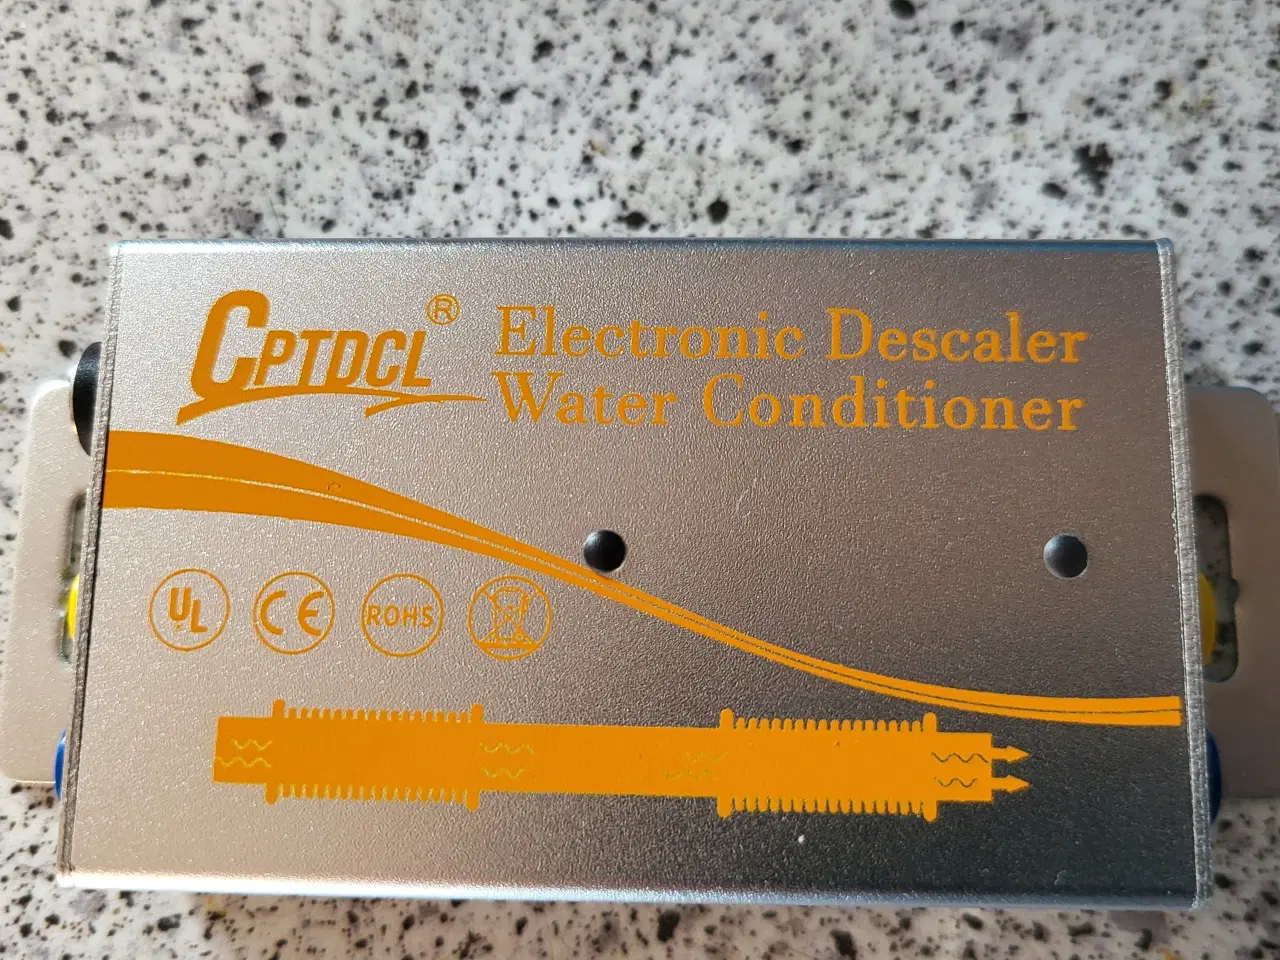 CPTDCL®
Electronic Descaler
Water Conditioner
UL CE ROHS